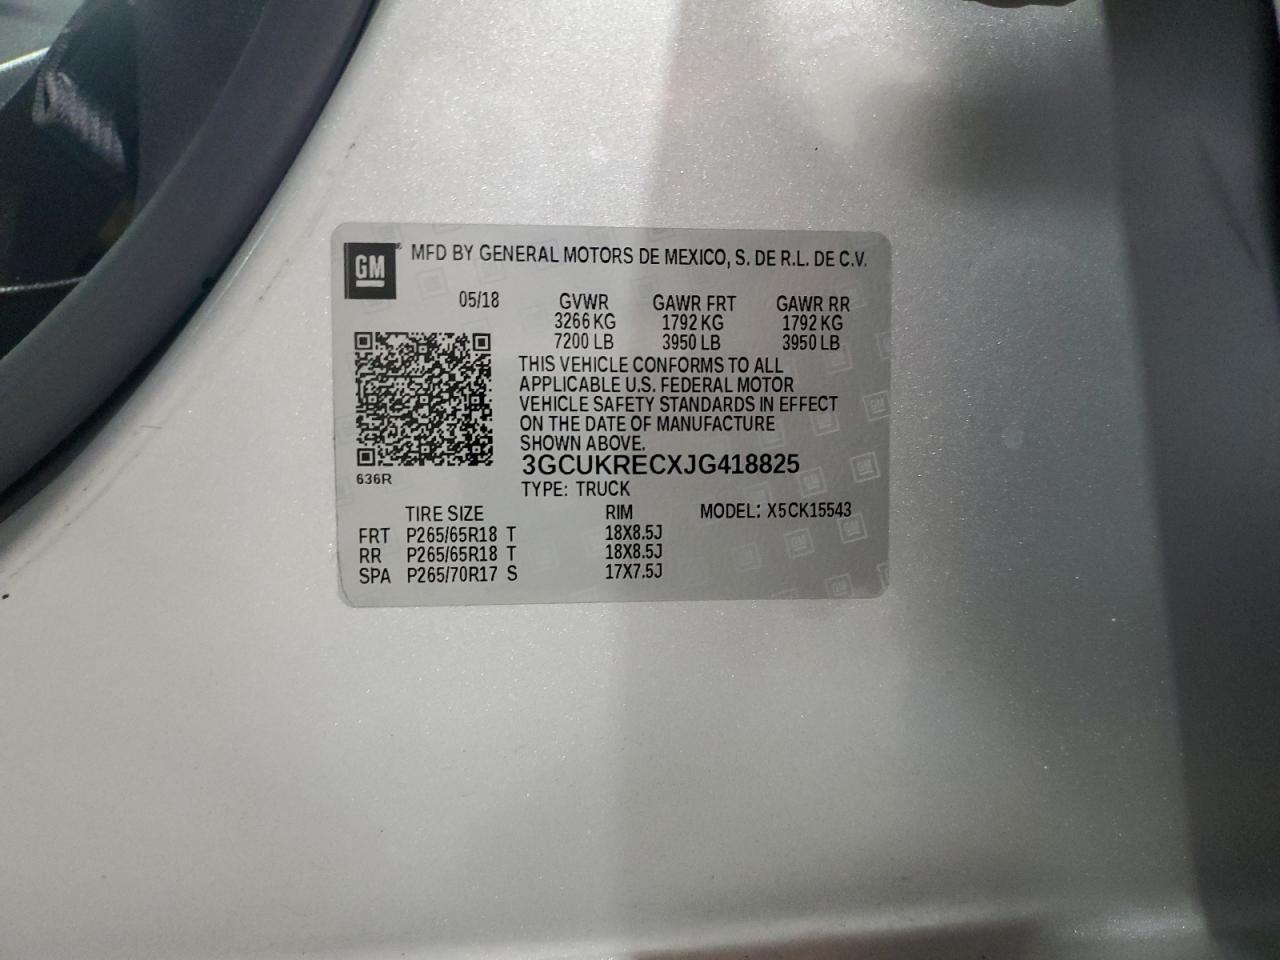 GM® MFD BY GENERAL MOTORS DE MEXICO, S. DE R.L. DE C.V.
05/18 GVWR GAWR FRT GAWR RR
3266 KG 1792 KG 1792 KG
7200 LB 3950 LB 3950 LB
THIS VEHICLE CONFORMS TO ALL
APPLICABLE U.S. FEDERAL MOTOR
VEHICLE SAFETY STANDARDS IN EFFECT
ON THE DATE OF MANUFACTURE
SHOWN ABOVE.
3GCUKRECXJG418825
636R
TYPE: TRUCK
TIRE SIZE RIM MODEL: X5CK15543
FRT P265/65R18 T 18X8.5J
RR P265/65R18 T 18X8.5J
SPA P265/70R17 S 17X7.5J